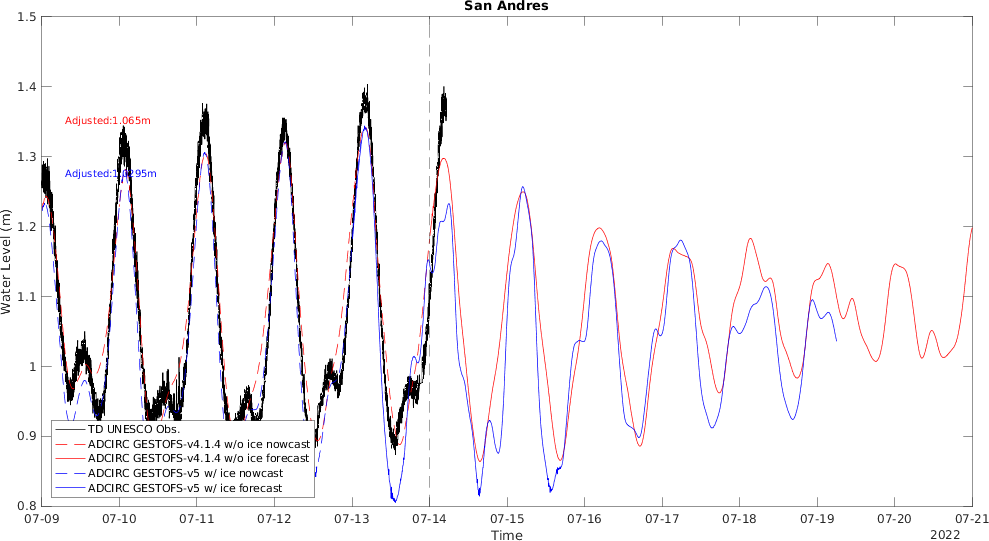 San Andres
1.5
1.4
1.3
1.2
1.1
1
0.9
0.8
Water Level (m)
Adjusted:1.065m
Adjusted:1.0295m
TD UNESCO Obs.
ADCIRC GESTOFS-v4.1.4 w/o ice nowcast
ADCIRC GESTOFS-v4.1.4 w/o ice forecast
ADCIRC GESTOFS-v5 w/ ice nowcast
ADCIRC GESTOFS-v5 w/ ice forecast
07-09 07-10 07-11 07-12 07-13 07-14 07-15 07-16 07-17 07-18 07-19 07-20 07-21
Time
2022